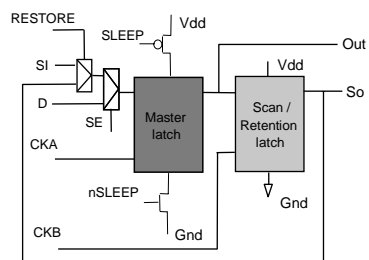 RESTORE
SLEEP
Vdd
Out
SI
Vdd
So
D
Master
latch
Scan /
Retention
latch
SE
CKA
nSLEEP
Gnd
Gnd
CKB